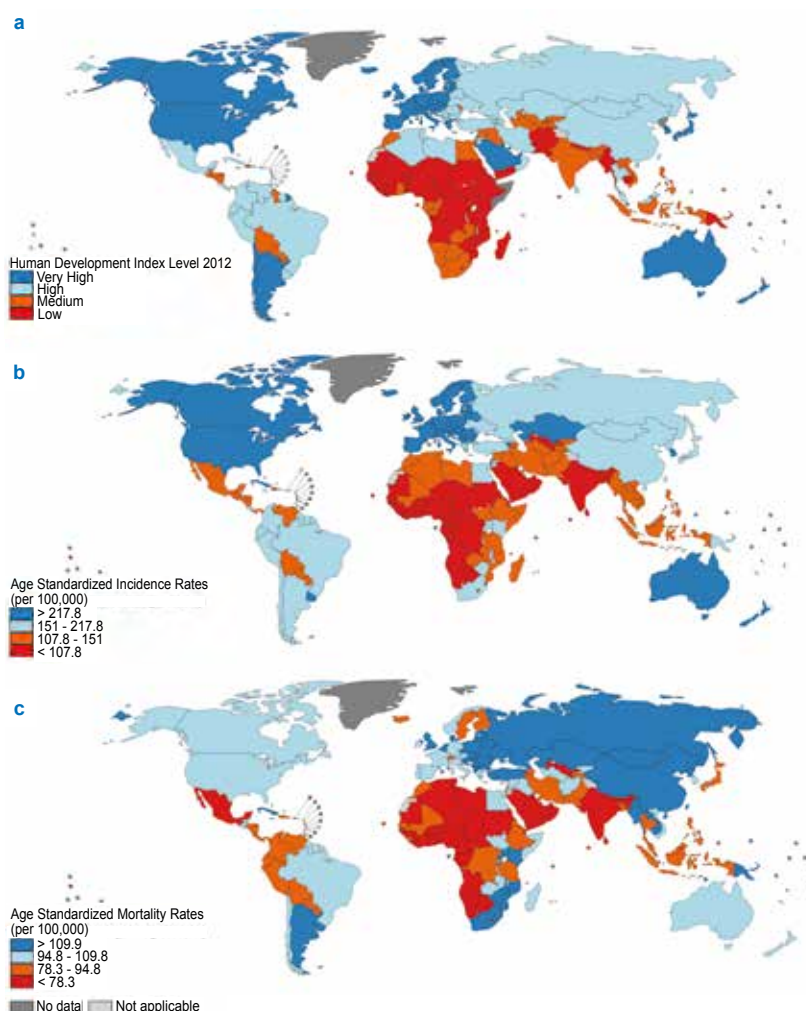 a
Human Development Index Level 2012
Very High
High
Medium
Low
b
Age Standardized Incidence Rates
(per 100,000)
> 217.8
151 - 217.8
107.8 - 151
< 107.8
c
Age Standardized Mortality Rates
(per 100,000)
> 109.9
94.8 - 109.8
78.3 - 94.8
< 78.3
No data Not applicable